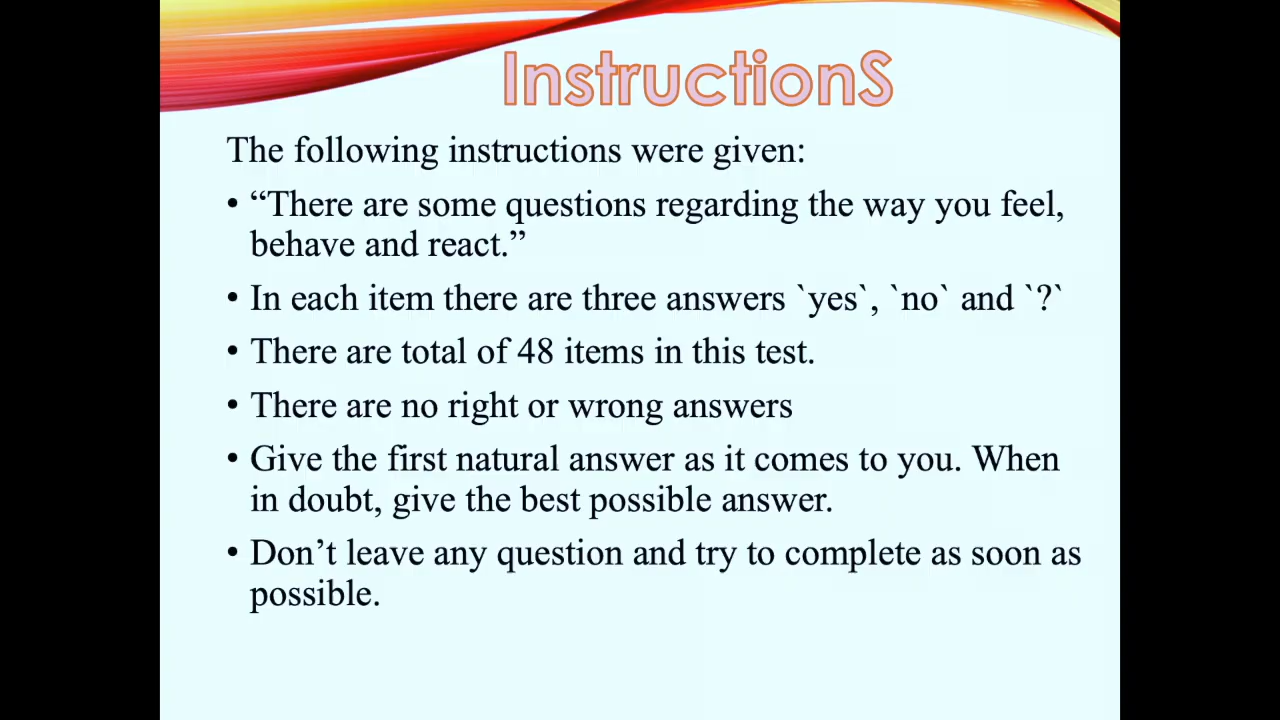 InstructionS
The following instructions were given:
• “There are some questions regarding the way you feel,
behave and react.”
• In each item there are three answers `yes`, `no` and `?`
• There are total of 48 items in this test.
• There are no right or wrong answers
• Give the first natural answer as it comes to you. When
in doubt, give the best possible answer.
• Don’t leave any question and try to complete as soon as
possible.